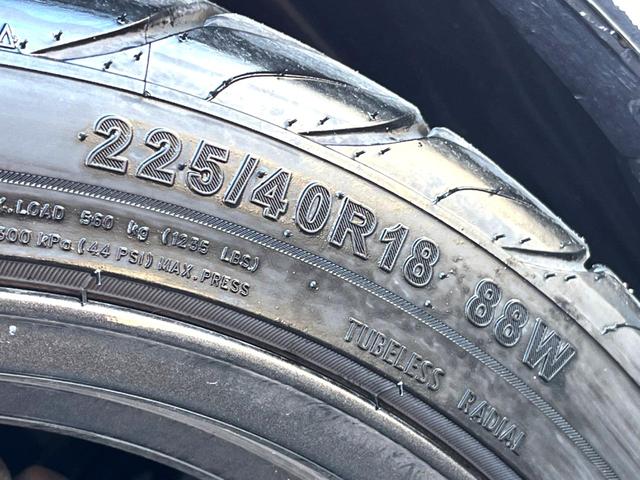 225/40R18 88W
LOAD 560 kg (1235 LBS.)
300 kPa (44 PSI) MAX. PRESS
TUBELESS RADIAL